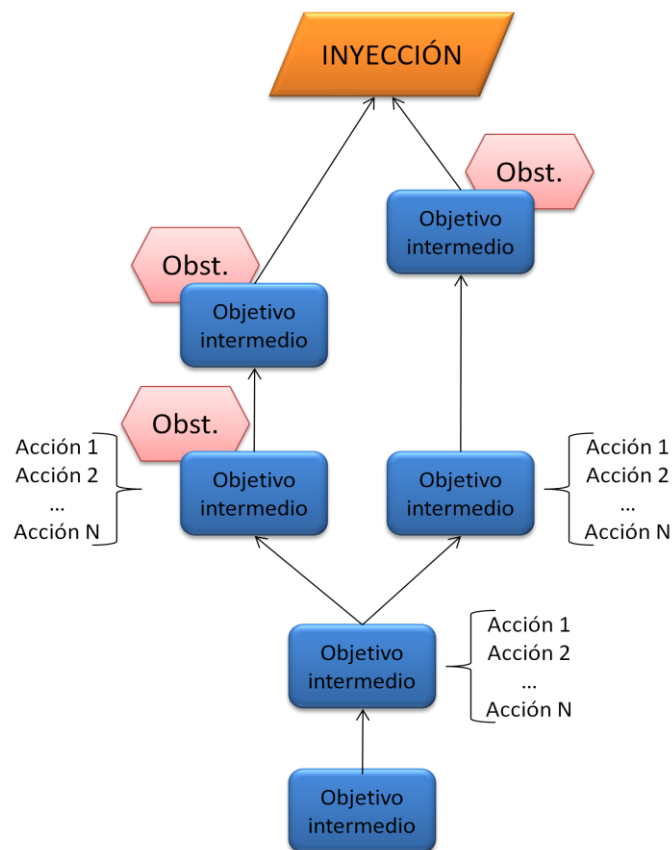 INYECCIÓN
Obst.
Objetivo
intermedio
Obst.
Objetivo
intermedio
Obst.
Acción 1
Acción 2
...
Acción N
Objetivo
intermedio
Objetivo
intermedio
Acción 1
Acción 2
...
Acción N
Objetivo
intermedio
Acción 1
Acción 2
...
Acción N
Objetivo
intermedio